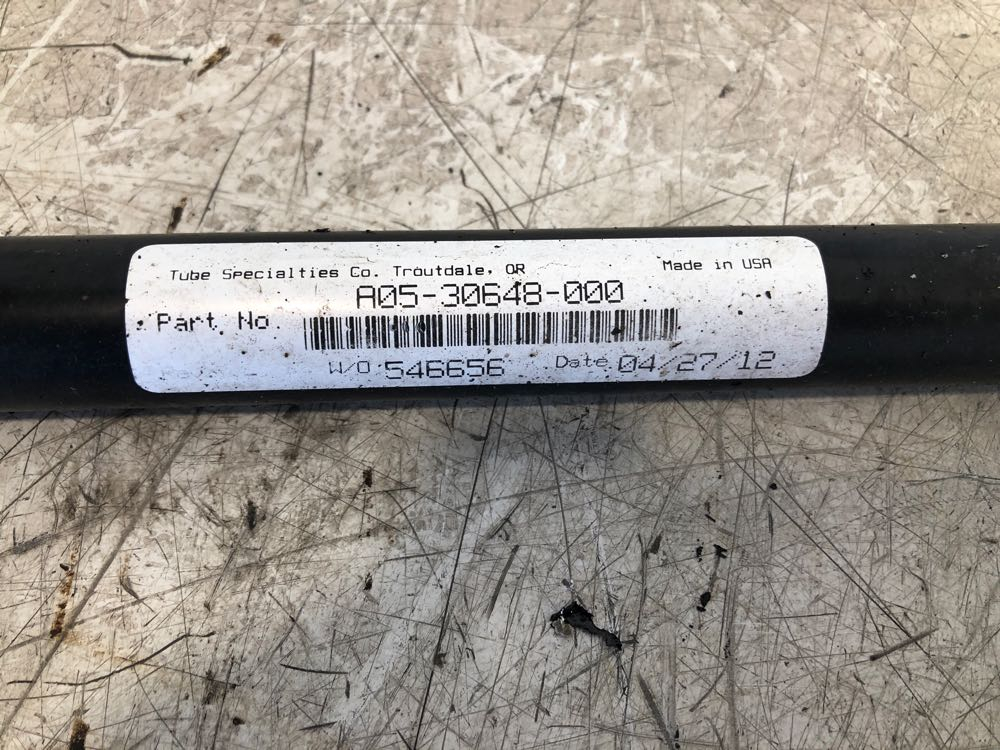 Tube Specialties Co. Troutdale, OR
Made in USA
A05-30648-000
Part No.
W/O 546656 Date 04/27/12